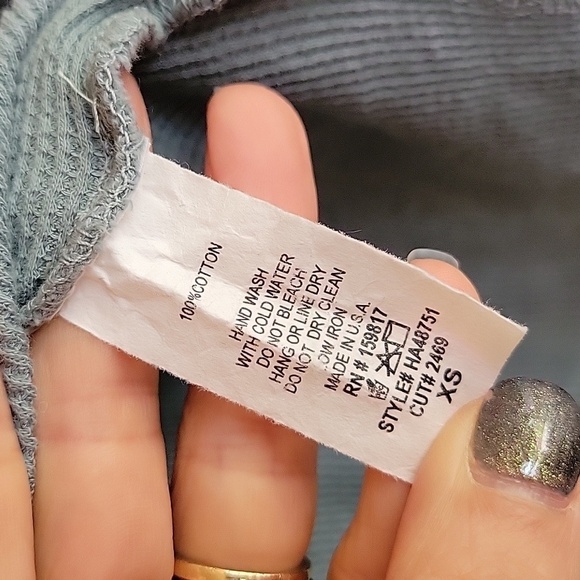 100%COTTON
HAND WASH
WITH COLD WATER
DO NOT BLEACH
HANG OR LINE DRY
DO NOT DRY CLEAN
LOW IRON
MADE IN U.S.A.
RN # 159817
STYLE# HA48751
CUT# 2469
XS